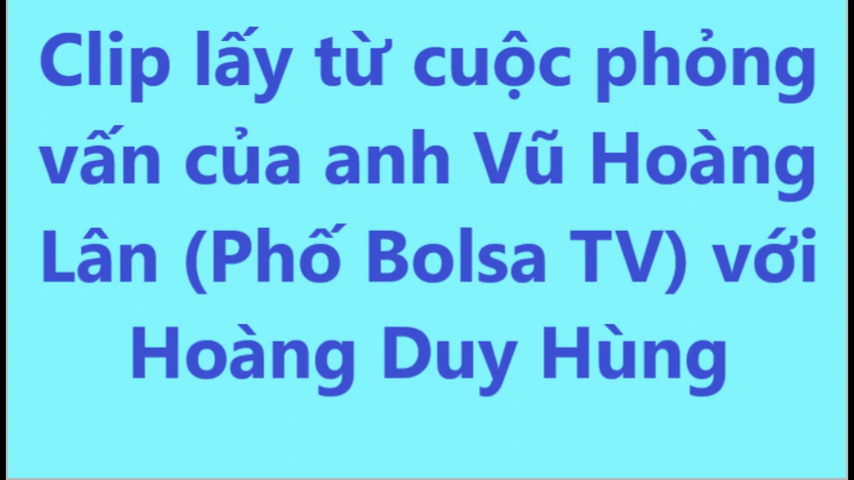 Clip lấy từ cuộc phỏng
vấn của anh Vũ Hoàng
Lân (Phố Bolsa TV) với
Hoàng Duy Hùng